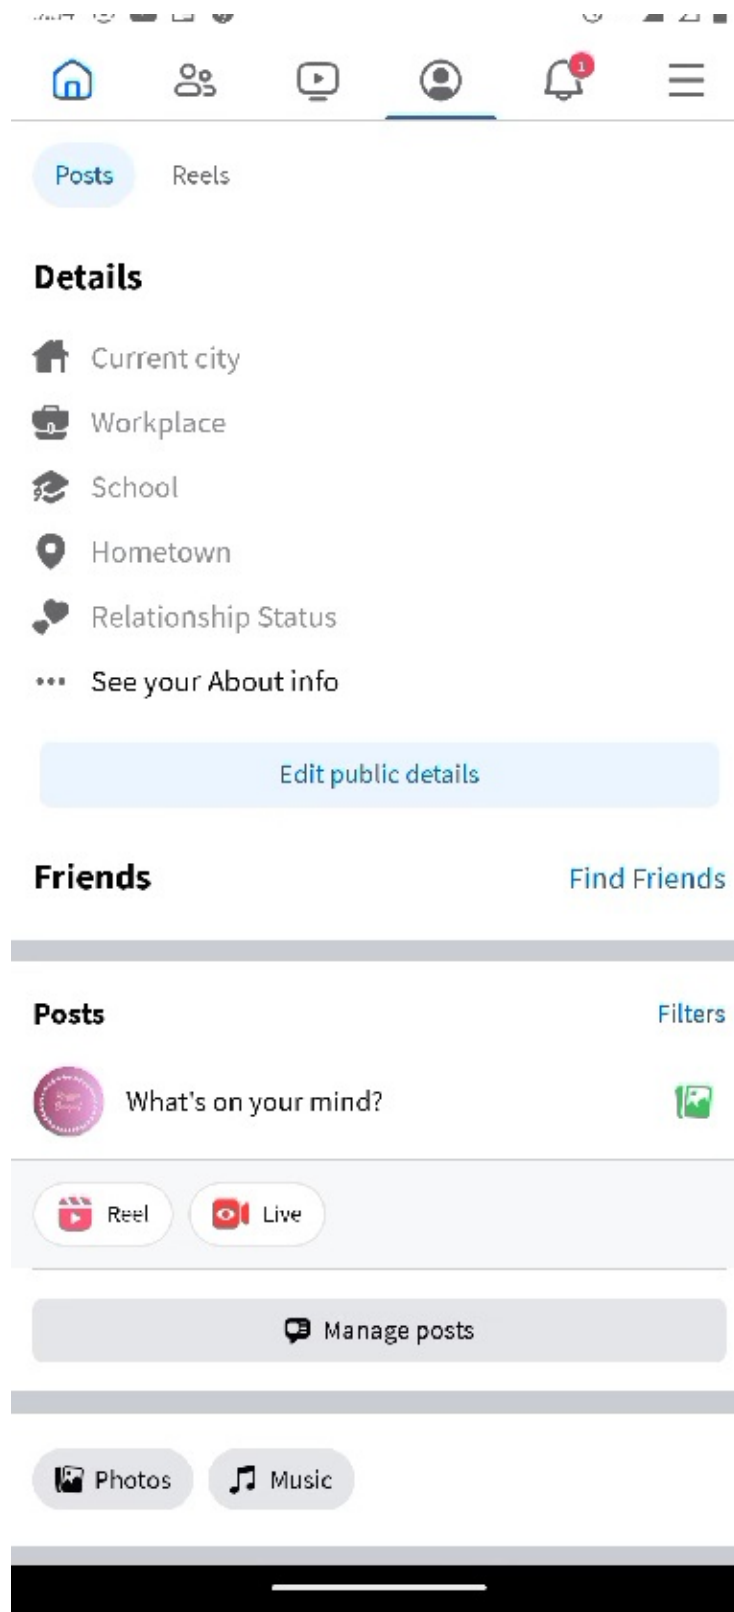 1
Posts Reels
Details
Current city
Workplace
School
Hometown
Relationship Status
See your About info
Edit public details
Friends Find Friends
Posts Filters
What's on your mind?
Reel Live
Manage posts
Photos Music